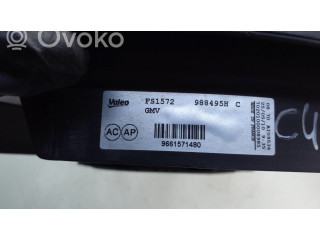 ovoko
Valeo FS1572 988495H C
GMV
AC AP
9661571480
C4